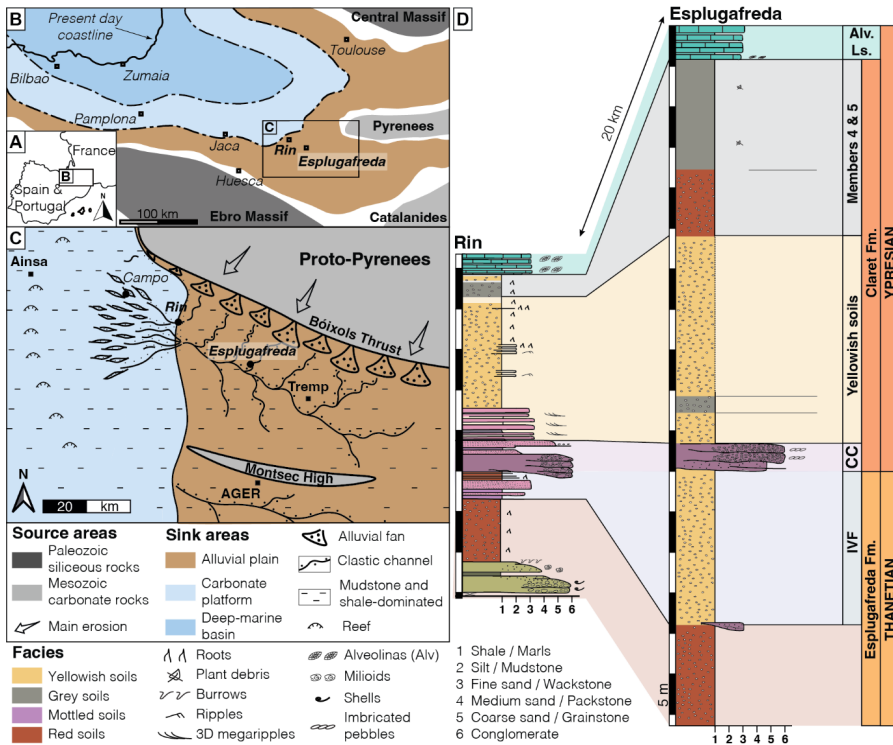 B
Present day
coastline
Bilbao
Zumaia
Pamplona
Jaca
Huesca
Central Massif
Toulouse
C
Rin
Pyrenees
Esplugafreda
Ebro Massif
Catalanides
100 km
A
France
B
Spain &
Portugal
N
C
Ainsa
Campo
Rin
Proto-Pyrenees
Bóixols Thrust
Esplugafreda
Tremp
Montsec High
AGER
N
20 km
Source areas
Paleozoic
siliceous rocks
Mesozoic
carbonate rocks
Main erosion
Sink areas
Alluvial plain
Carbonate
platform
Deep-marine
basin
Alluvial fan
Clastic channel
Mudstone and
shale-dominated
Reef
Facies
Yellowish soils
Grey soils
Mottled soils
Red soils
Roots
Plant debris
Burrows
Ripples
3D megaripples
Alveolinas (Alv)
Milioids
Shells
Imbricated
pebbles
D
Esplugafreda
20 km
Rin
1 2 3 4 5 6
Alv.
Ls.
Members 4 & 5
Yellowish soils
CC
IVF
Claret Fm.
Esplugafreda Fm.
YPRESIAN
THANETIAN
5 m
1 2 3 4 5 6
1 Shale / Marls
2 Silt / Mudstone
3 Fine sand / Wackstone
4 Medium sand / Packstone
5 Coarse sand / Grainstone
6 Conglomerate